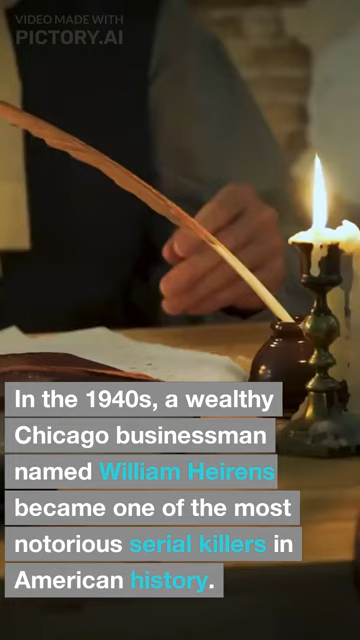 VIDEO MADE WITH
PICTORY.AI
In the 1940s, a wealthy
Chicago businessman
named William Heirens
became one of the most
notorious serial killers in
American history.